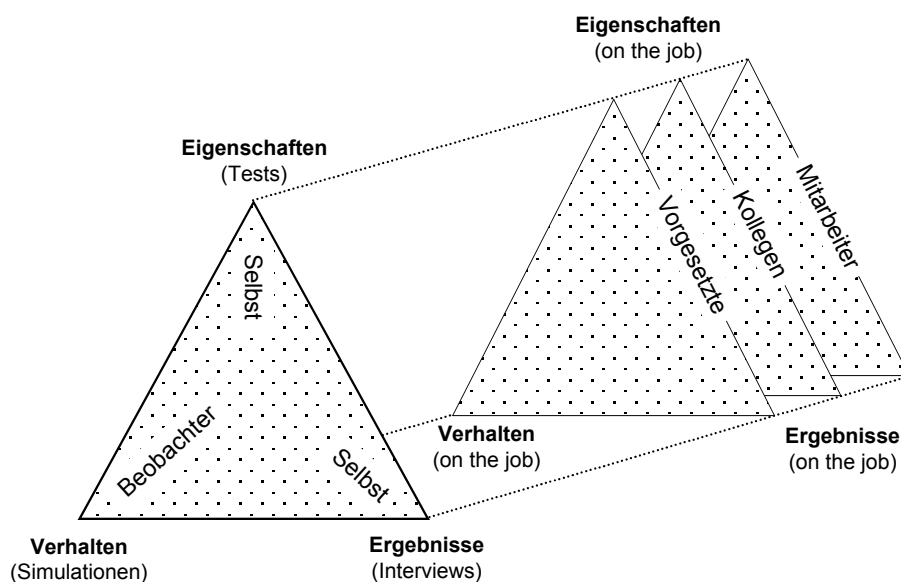 Eigenschaften
(on the job)
Eigenschaften
(Tests)
Mitarbeiter
Kollegen
Vorgesetzte
Selbst
Beobachter
Selbst
Verhalten
(on the job)
Ergebnisse
(on the job)
Verhalten
(Simulationen)
Ergebnisse
(Interviews)